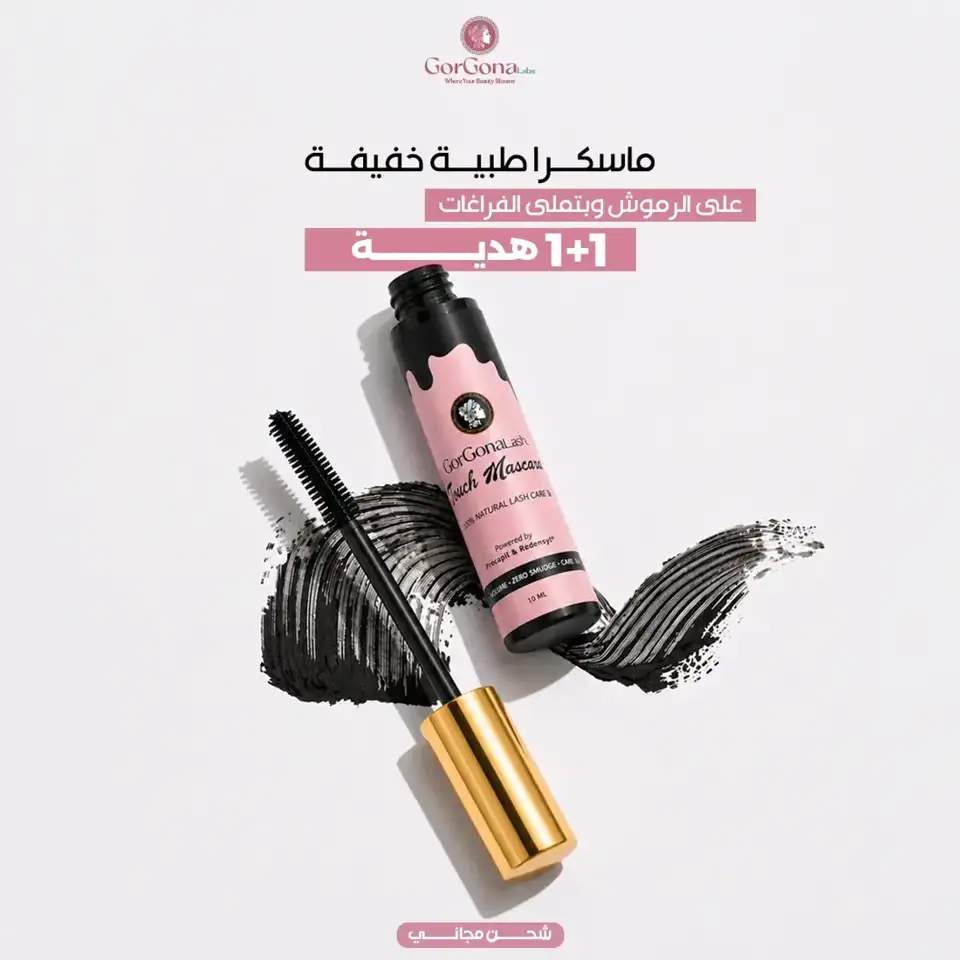 GorGona Labs
Where Your Beauty Blooms
ماسكرا طبية خفيفة
على الرموش وبتملى الفراغات
1+1 هدية
GorGonaLash
Touch Mascara
100% NATURAL LASH CARE &
Powered by
Procapil & Redensyl®
VOLUME • ZERO SMUDGE • CARE
10 ML
شحن مجاني